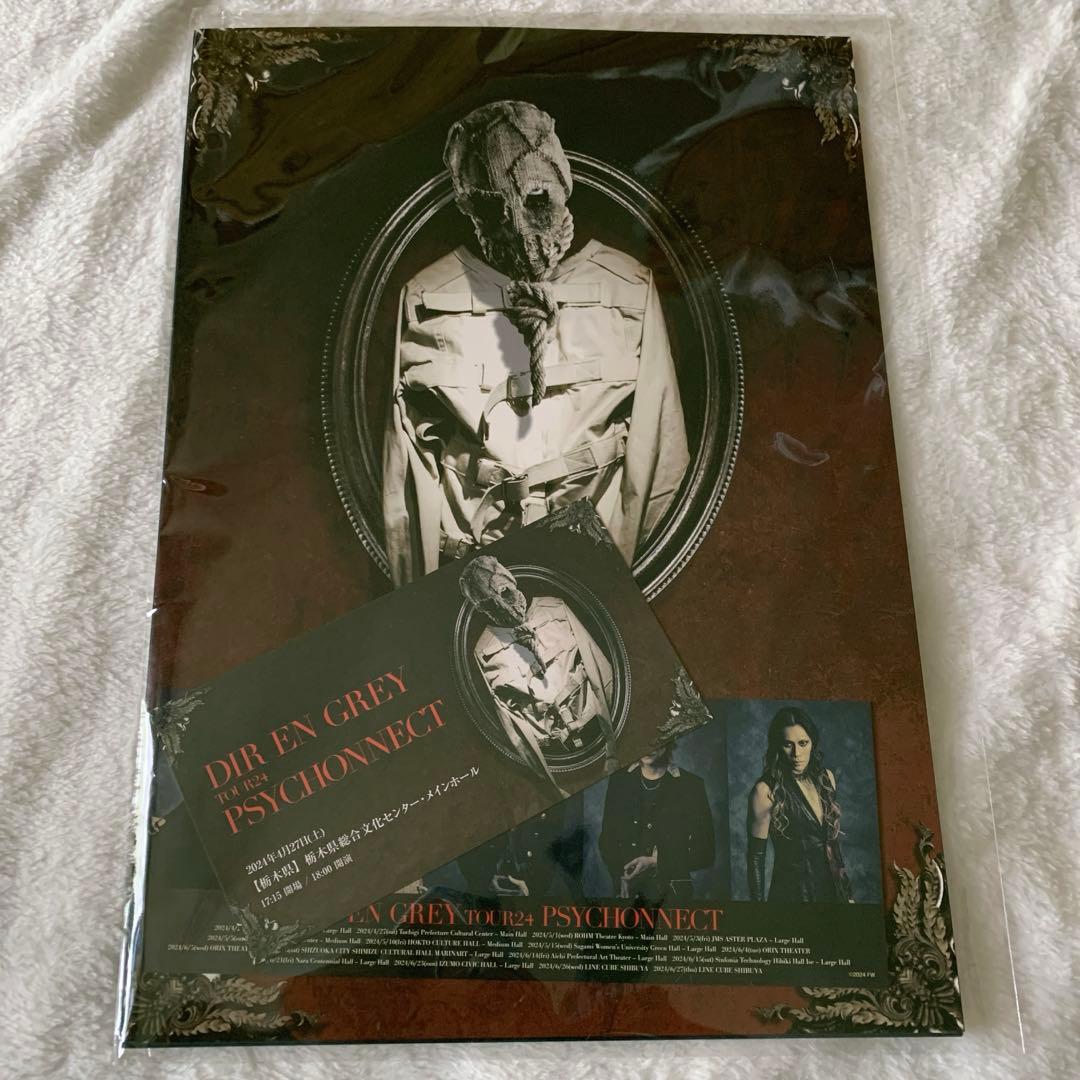 DIR EN GREY
TOUR24
PSYCHONNECT
2024年4月27日(土)
【栃木県】栃木県総合文化センター・メインホール
17:15 開場 / 18:00 開演
EN GREY TOUR24 PSYCHONNECT
Large Hall 2024/4/27(sat) Tochigi Prefecture Cultural Center – Main Hall 2024/5/1(wed) ROHM Theatre Kyoto – Main Hall 2024/5/3(fri) JMS ASTER PLAZA – Large Hall
– Medium Hall 2024/5/10(fri) HOKTO CULTURE HALL – Medium Hall 2024/5/15(wed) Sagami Women's University Green Hall – Large Hall 2024/6/4(tue) ORIX THEATER
2024/6/5(wed) ORIX SHIZUOKA CITY SHIMIZU CULTURAL HALL MARINART – Large Hall 2024/6/14(fri) Aichi Prefectural Art Theater – Large Hall 2024/6/15(sat) Sinfonia Technology Hibiki Hall Ise – Large Hall
Nara Centennial Hall – Large Hall 2024/6/23(sun) IZUMO CIVIC HALL – Large Hall 2024/6/26(wed) LINE CUBE SHIBUYA 2024/6/27(thu) LINE CUBE SHIBUYA
©2024 FW